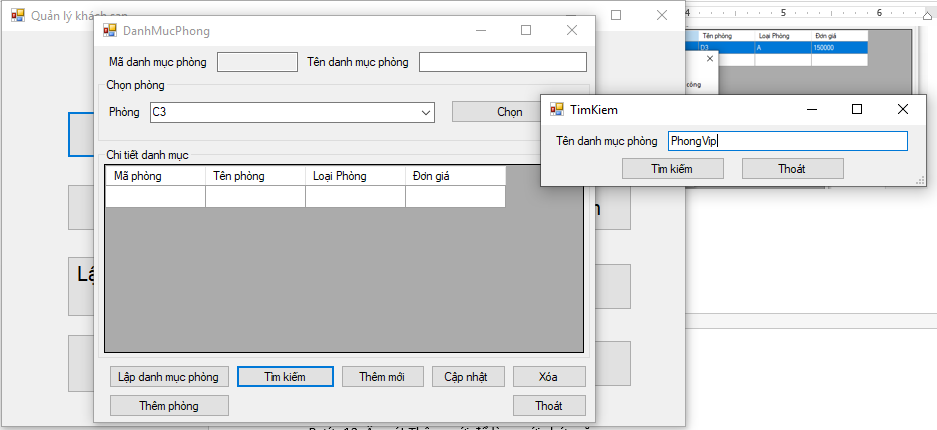 Quản lý khách sạn
DanhMucPhong
Mã danh mục phòng
Tên danh mục phòng
Chọn phòng
Phòng
C3
Chọn
Chi tiết danh mục
Mã phòng
Tên phòng
Loại Phòng
Đơn giá
Lập danh mục phòng
Tìm kiếm
Thêm mới
Cập nhật
Xóa
Thêm phòng
Thoát
4
5
6
Tên phòng
Loại Phòng
Đơn giá
D3
A
150000
công
TimKiem
Tên danh mục phòng
PhongVip
Tìm kiếm
Thoát